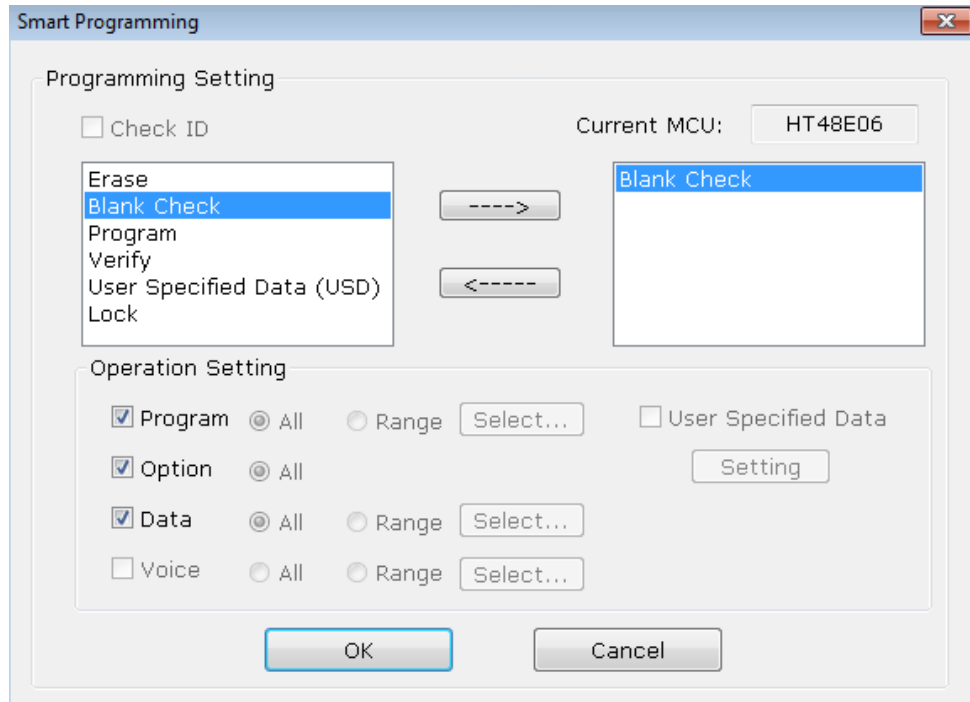 Smart Programming
Programming Setting
Check ID
Current MCU: HT48E06
Erase
Blank Check
Program
Verify
User Specified Data (USD)
Lock
---->
<-----
Blank Check
Operation Setting
Program All Range Select... User Specified Data
Option All Setting
Data All Range Select...
Voice All Range Select...
OK Cancel